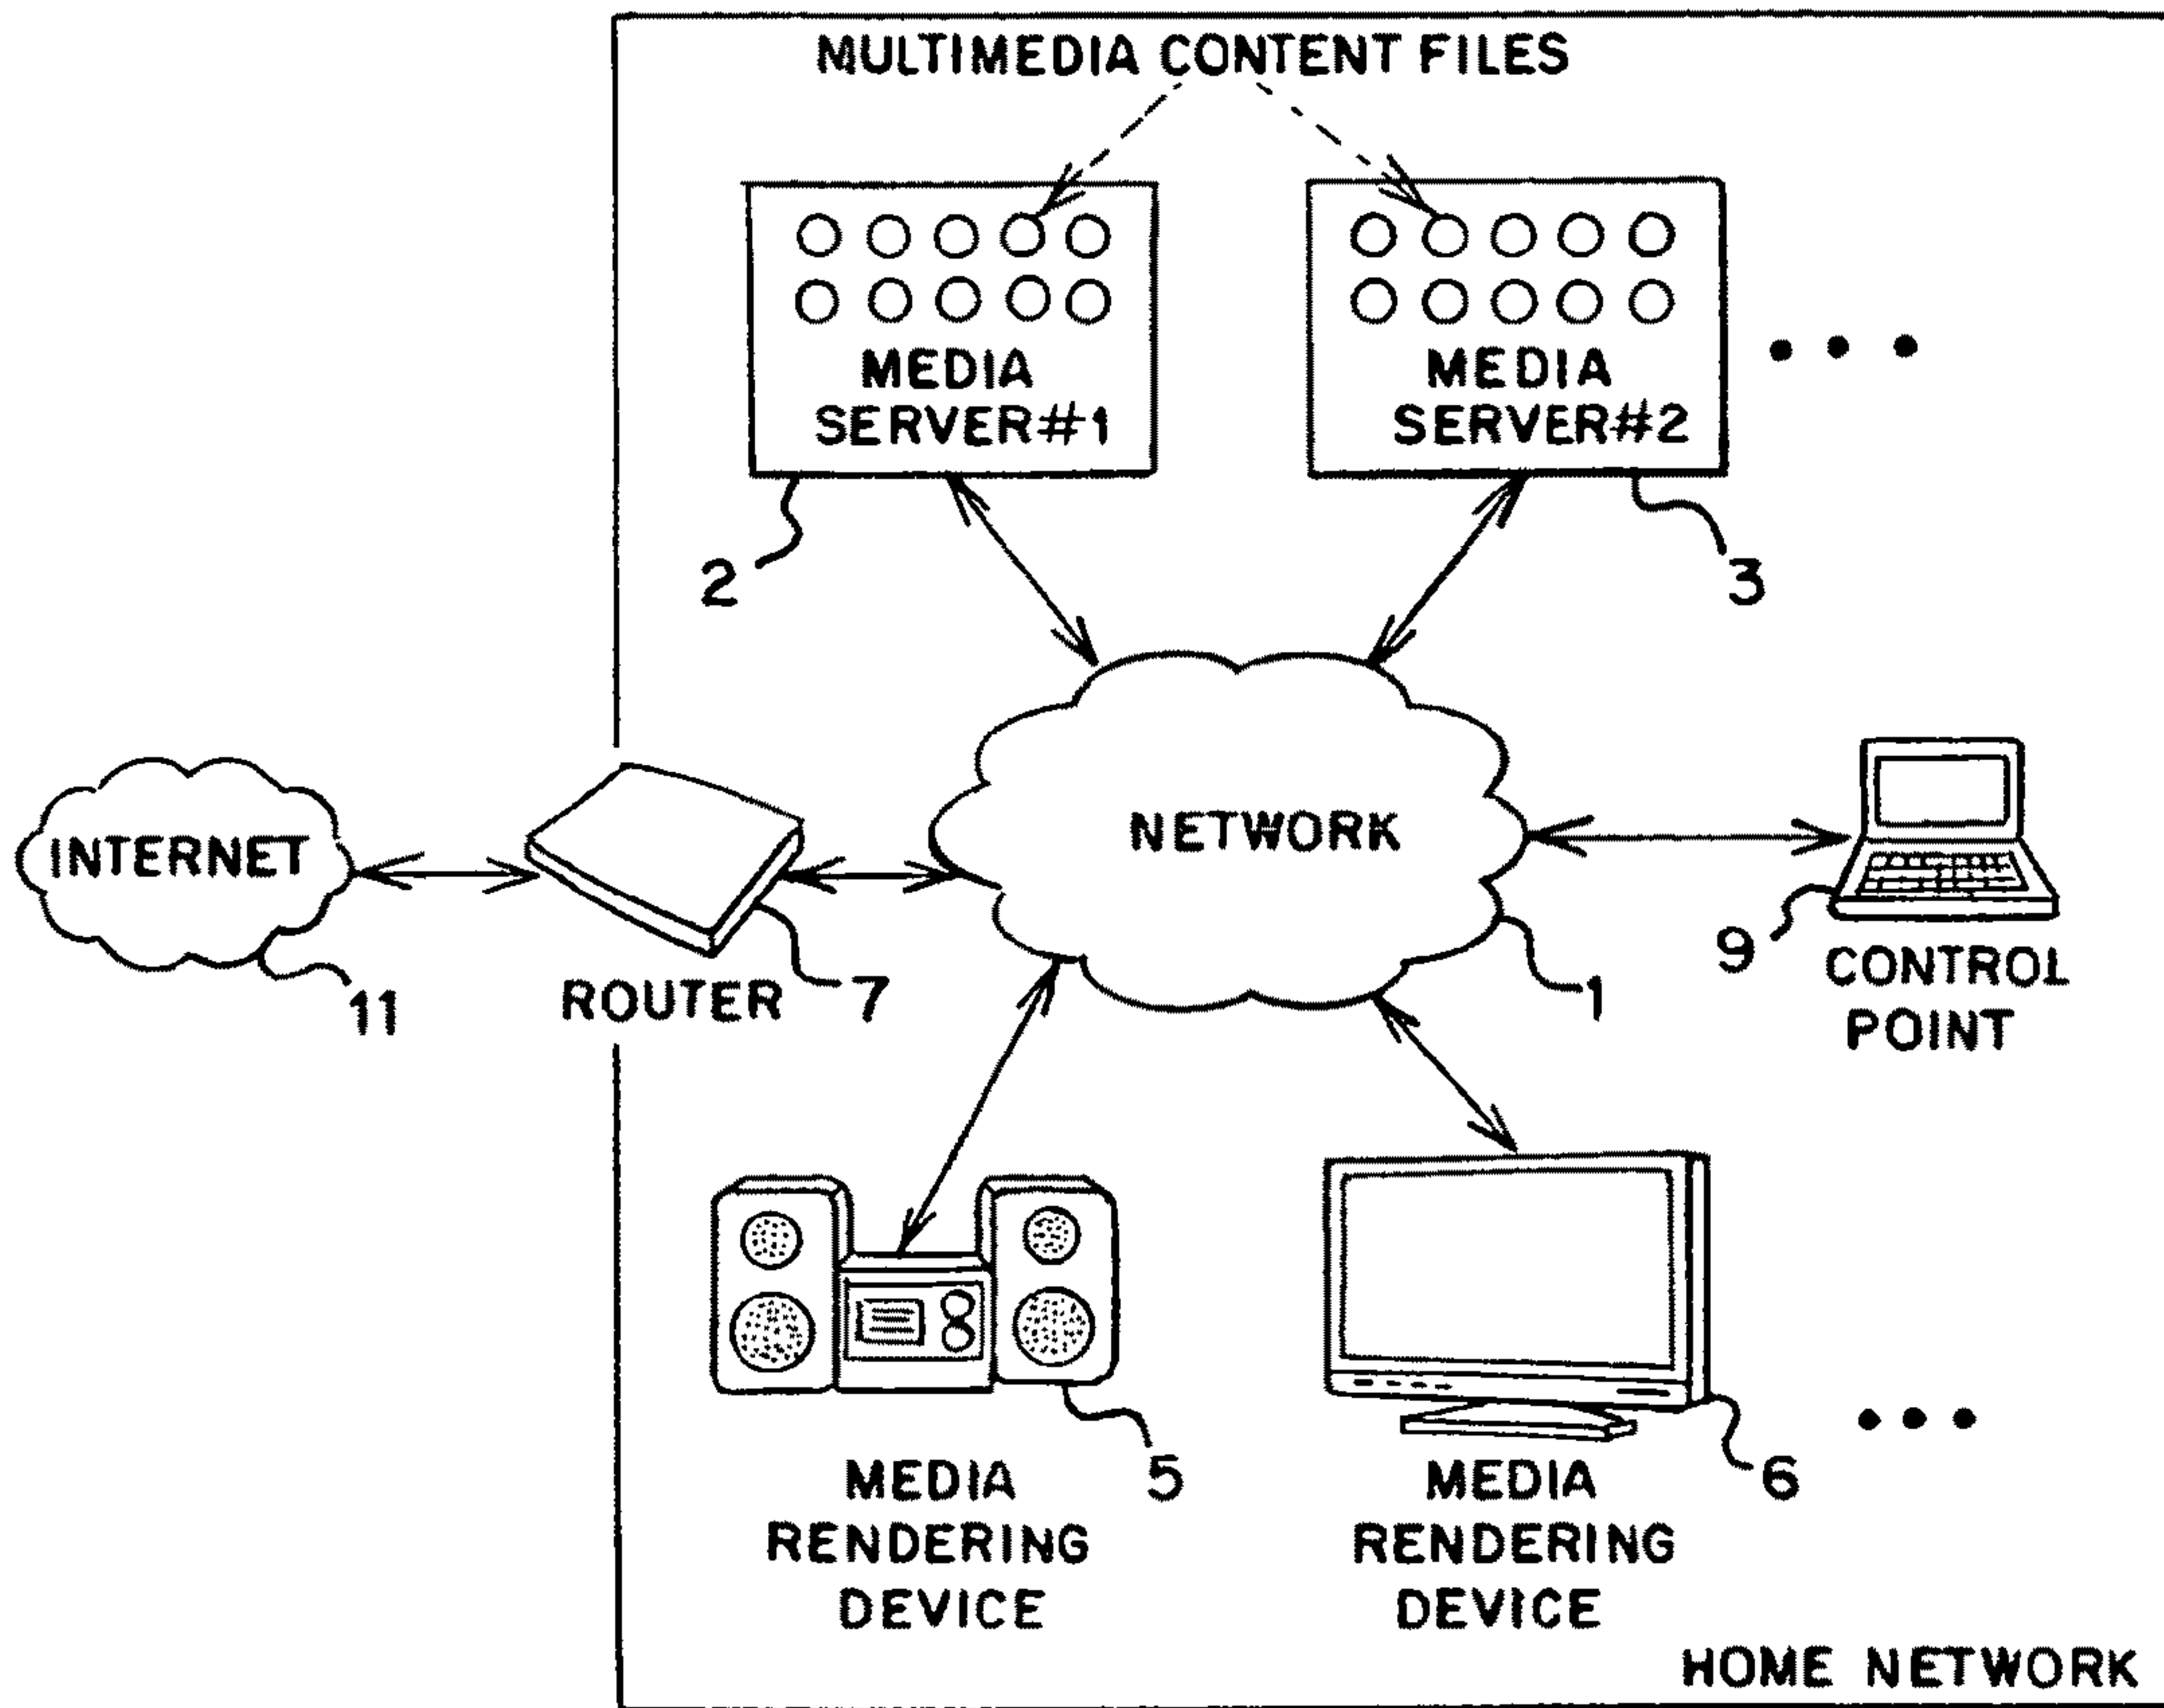 MULTIMEDIA CONTENT FILES
MEDIA
SERVER#1
MEDIA
SERVER#2
2
3
NETWORK
INTERNET
9
CONTROL
POINT
11
ROUTER
7
1
5
6
MEDIA
RENDERING
DEVICE
MEDIA
RENDERING
DEVICE
HOME NETWORK